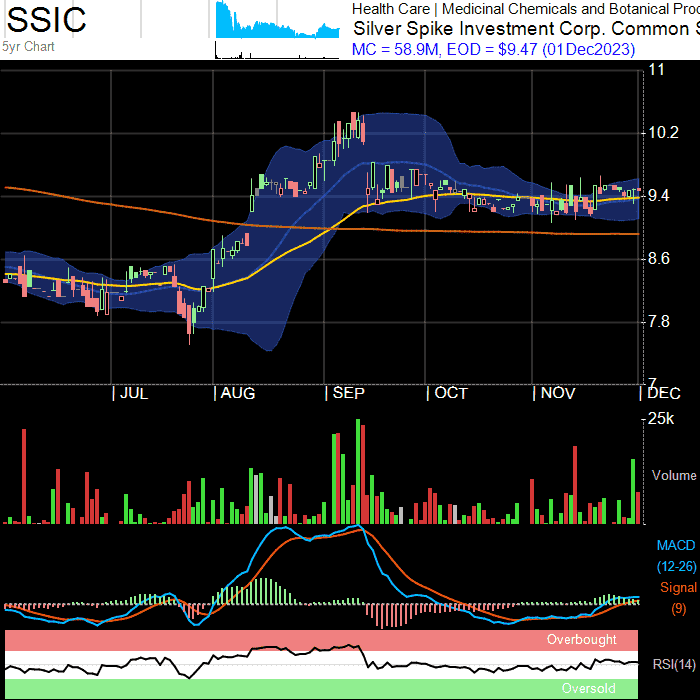 SSIC
5yr Chart
Health Care | Medicinal Chemicals and Botanical Proc
Silver Spike Investment Corp. Common S
MC = 58.9M, EOD = $9.47 (01Dec2023)
11
10.2
9.4
8.6
7.8
7
JUL AUG SEP OCT NOV DEC
25k
Volume
MACD
(12-26)
Signal
(9)
Overbought
RSI(14)
Oversold